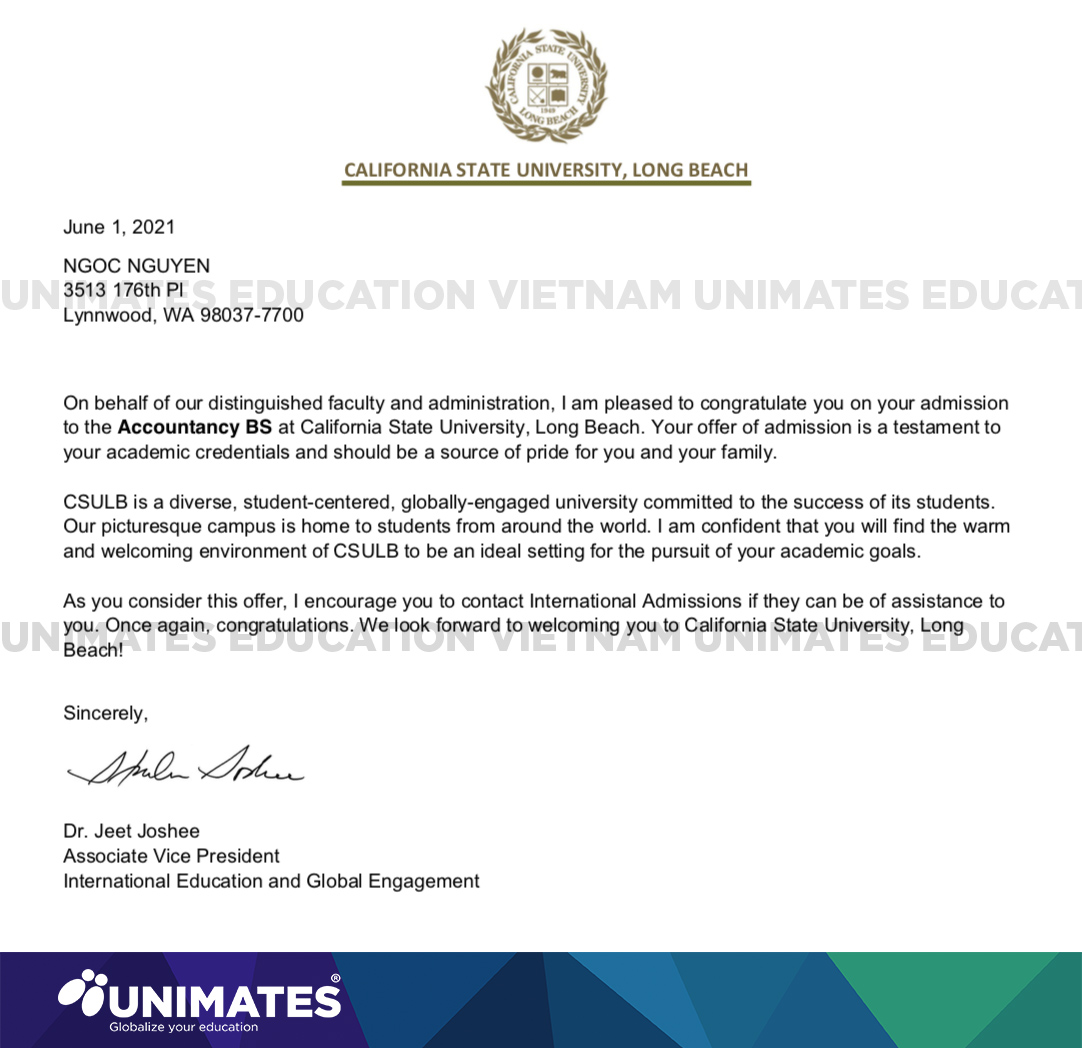 CALIFORNIA STATE UNIVERSITY
LONG BEACH
1949
CALIFORNIA STATE UNIVERSITY, LONG BEACH
June 1, 2021
NGOC NGUYEN
3513 176th Pl
UNIMATES EDUCATION VIETNAM UNIMATES EDUCAT
Lynnwood, WA 98037-7700
On behalf of our distinguished faculty and administration, I am pleased to congratulate you on your admission
to the Accountancy BS at California State University, Long Beach. Your offer of admission is a testament to
your academic credentials and should be a source of pride for you and your family.
CSULB is a diverse, student-centered, globally-engaged university committed to the success of its students.
Our picturesque campus is home to students from around the world. I am confident that you will find the warm
and welcoming environment of CSULB to be an ideal setting for the pursuit of your academic goals.
As you consider this offer, I encourage you to contact International Admissions if they can be of assistance to
you. Once again, congratulations. We look forward to welcoming you to California State University, Long
UNIMATES EDUCATION VIETNAM UNIMATES EDUCAT
Beach!
Sincerely,
Dr. Jeet Joshee
Associate Vice President
International Education and Global Engagement
UNIMATES®
Globalize your education